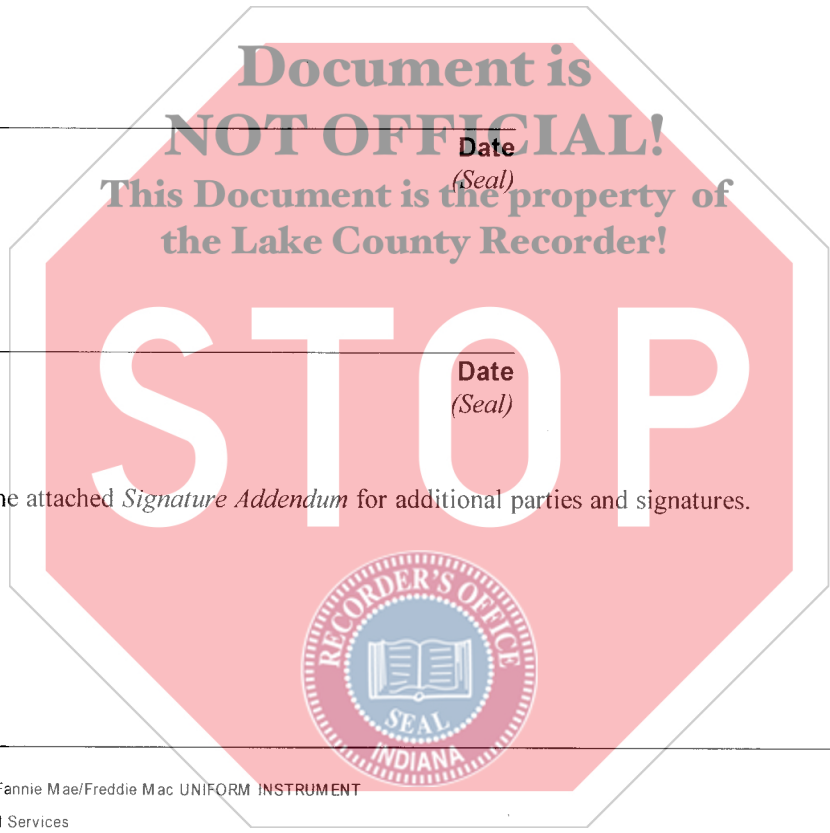 Document is
NOT OFFICIAL!
Date
This Document is the property of
(Seal)
the Lake County Recorder!
STOP
Date
(Seal)
attached Signature Addendum for additional parties and signatures.
RECORDER'S OFFICE
SEAL
INDIANA
Fannie Mae/Freddie Mac UNIFORM INSTRUMENT
Services